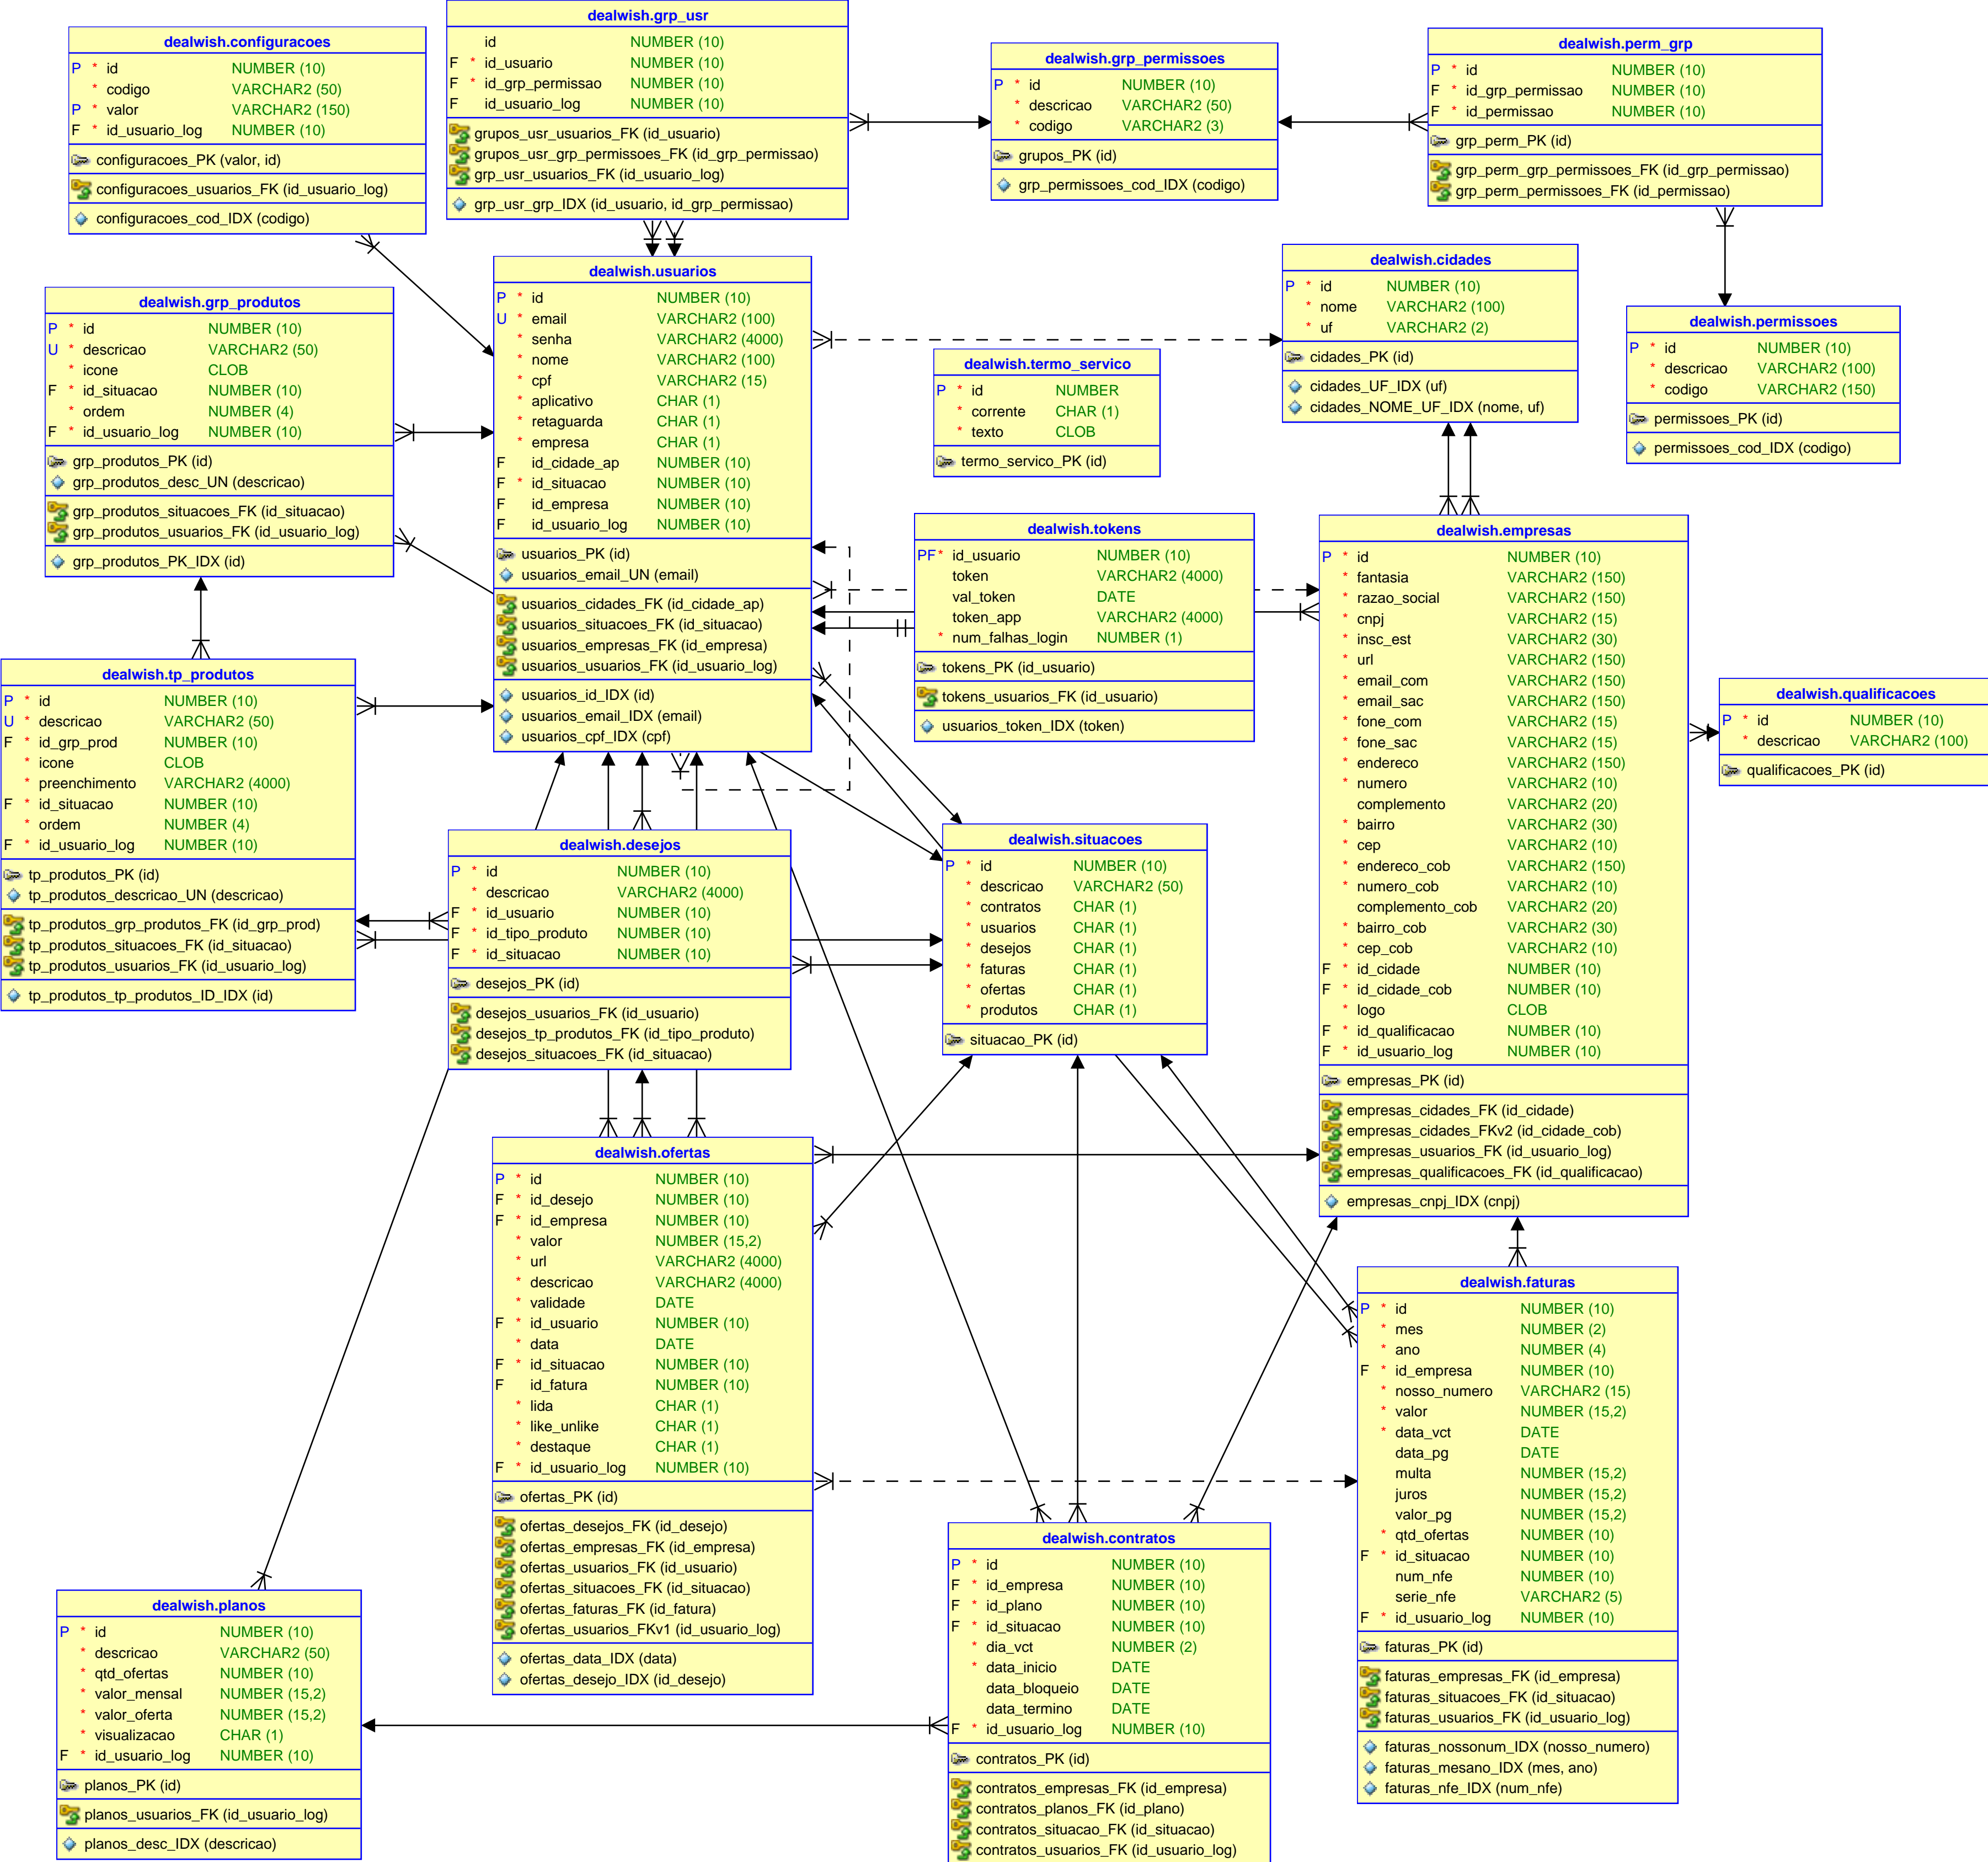 dealwish.grp_usr
id NUMBER (10)
F * id_usuario NUMBER (10)
F * id_grp_permissao NUMBER (10)
F id_usuario_log NUMBER (10)
grupos_usr_usuarios_FK (id_usuario)
grupos_usr_grp_permissoes_FK (id_grp_permissao)
grp_usr_usuarios_FK (id_usuario_log)
grp_usr_grp_IDX (id_usuario, id_grp_permissao)
dealwish.configuracoes
P * id NUMBER (10)
* codigo VARCHAR2 (50)
P * valor VARCHAR2 (150)
F * id_usuario_log NUMBER (10)
configuracoes_PK (valor, id)
configuracoes_usuarios_FK (id_usuario_log)
configuracoes_cod_IDX (codigo)
dealwish.grp_permissoes
P * id NUMBER (10)
* descricao VARCHAR2 (50)
* codigo VARCHAR2 (3)
grupos_PK (id)
grp_permissoes_cod_IDX (codigo)
dealwish.perm_grp
P * id NUMBER (10)
F * id_grp_permissao NUMBER (10)
F * id_permissao NUMBER (10)
grp_perm_PK (id)
grp_perm_grp_permissoes_FK (id_grp_permissao)
grp_perm_permissoes_FK (id_permissao)
dealwish.usuarios
P * id NUMBER (10)
U * email VARCHAR2 (100)
* senha VARCHAR2 (4000)
* nome VARCHAR2 (100)
* cpf VARCHAR2 (15)
* aplicativo CHAR (1)
* retaguarda CHAR (1)
* empresa CHAR (1)
F id_cidade_ap NUMBER (10)
F * id_situacao NUMBER (10)
F id_empresa NUMBER (10)
F id_usuario_log NUMBER (10)
usuarios_PK (id)
usuarios_email_UN (email)
usuarios_cidades_FK (id_cidade_ap)
usuarios_situacoes_FK (id_situacao)
usuarios_empresas_FK (id_empresa)
usuarios_usuarios_FK (id_usuario_log)
usuarios_id_IDX (id)
usuarios_email_IDX (email)
usuarios_cpf_IDX (cpf)
dealwish.cidades
P * id NUMBER (10)
* nome VARCHAR2 (100)
* uf VARCHAR2 (2)
cidades_PK (id)
cidades_UF_IDX (uf)
cidades_NOME_UF_IDX (nome, uf)
dealwish.grp_produtos
P * id NUMBER (10)
U * descricao VARCHAR2 (50)
* icone CLOB
F * id_situacao NUMBER (10)
* ordem NUMBER (4)
F * id_usuario_log NUMBER (10)
grp_produtos_PK (id)
grp_produtos_desc_UN (descricao)
grp_produtos_situacoes_FK (id_situacao)
grp_produtos_usuarios_FK (id_usuario_log)
grp_produtos_PK_IDX (id)
dealwish.permissoes
P * id NUMBER (10)
* descricao VARCHAR2 (100)
* codigo VARCHAR2 (150)
permissoes_PK (id)
permissoes_cod_IDX (codigo)
dealwish.termo_servico
P * id NUMBER
* corrente CHAR (1)
* texto CLOB
termo_servico_PK (id)
dealwish.tokens
PF* id_usuario NUMBER (10)
token VARCHAR2 (4000)
val_token DATE
token_app VARCHAR2 (4000)
* num_falhas_login NUMBER (1)
tokens_PK (id_usuario)
tokens_usuarios_FK (id_usuario)
usuarios_token_IDX (token)
dealwish.empresas
P * id NUMBER (10)
* fantasia VARCHAR2 (150)
* razao_social VARCHAR2 (150)
* cnpj VARCHAR2 (15)
* insc_est VARCHAR2 (30)
* url VARCHAR2 (150)
* email_com VARCHAR2 (150)
* email_sac VARCHAR2 (150)
* fone_com VARCHAR2 (15)
* fone_sac VARCHAR2 (15)
* endereco VARCHAR2 (150)
* numero VARCHAR2 (10)
complemento VARCHAR2 (20)
* bairro VARCHAR2 (30)
* cep VARCHAR2 (10)
* endereco_cob VARCHAR2 (150)
* numero_cob VARCHAR2 (10)
complemento_cob VARCHAR2 (20)
* bairro_cob VARCHAR2 (30)
* cep_cob VARCHAR2 (10)
F * id_cidade NUMBER (10)
F * id_cidade_cob NUMBER (10)
* logo CLOB
F * id_qualificacao NUMBER (10)
F * id_usuario_log NUMBER (10)
empresas_PK (id)
empresas_cidades_FK (id_cidade)
empresas_cidades_FKv2 (id_cidade_cob)
empresas_usuarios_FK (id_usuario_log)
empresas_qualificacoes_FK (id_qualificacao)
empresas_cnpj_IDX (cnpj)
dealwish.tp_produtos
P * id NUMBER (10)
U * descricao VARCHAR2 (50)
F * id_grp_prod NUMBER (10)
* icone CLOB
* preenchimento VARCHAR2 (4000)
F * id_situacao NUMBER (10)
* ordem NUMBER (4)
F * id_usuario_log NUMBER (10)
tp_produtos_PK (id)
tp_produtos_descricao_UN (descricao)
tp_produtos_grp_produtos_FK (id_grp_prod)
tp_produtos_situacoes_FK (id_situacao)
tp_produtos_usuarios_FK (id_usuario_log)
tp_produtos_tp_produtos_ID_IDX (id)
dealwish.qualificacoes
P * id NUMBER (10)
* descricao VARCHAR2 (100)
qualificacoes_PK (id)
dealwish.desejos
P * id NUMBER (10)
* descricao VARCHAR2 (4000)
F * id_usuario NUMBER (10)
F * id_tipo_produto NUMBER (10)
F * id_situacao NUMBER (10)
desejos_PK (id)
desejos_usuarios_FK (id_usuario)
desejos_tp_produtos_FK (id_tipo_produto)
desejos_situacoes_FK (id_situacao)
dealwish.situacoes
P * id NUMBER (10)
* descricao VARCHAR2 (50)
* contratos CHAR (1)
* usuarios CHAR (1)
* desejos CHAR (1)
* faturas CHAR (1)
* ofertas CHAR (1)
* produtos CHAR (1)
situacao_PK (id)
dealwish.ofertas
P * id NUMBER (10)
F * id_desejo NUMBER (10)
F * id_empresa NUMBER (10)
* valor NUMBER (15,2)
* url VARCHAR2 (4000)
* descricao VARCHAR2 (4000)
* validade DATE
F * id_usuario NUMBER (10)
* data DATE
F * id_situacao NUMBER (10)
F id_fatura NUMBER (10)
* lida CHAR (1)
* like_unlike CHAR (1)
* destaque CHAR (1)
F * id_usuario_log NUMBER (10)
ofertas_PK (id)
ofertas_desejos_FK (id_desejo)
ofertas_empresas_FK (id_empresa)
ofertas_usuarios_FK (id_usuario)
ofertas_situacoes_FK (id_situacao)
ofertas_faturas_FK (id_fatura)
ofertas_usuarios_FKv1 (id_usuario_log)
ofertas_data_IDX (data)
ofertas_desejo_IDX (id_desejo)
dealwish.faturas
P * id NUMBER (10)
* mes NUMBER (2)
* ano NUMBER (4)
F * id_empresa NUMBER (10)
* nosso_numero VARCHAR2 (15)
* valor NUMBER (15,2)
* data_vct DATE
data_pg DATE
multa NUMBER (15,2)
juros NUMBER (15,2)
valor_pg NUMBER (15,2)
* qtd_ofertas NUMBER (10)
F * id_situacao NUMBER (10)
num_nfe NUMBER (10)
serie_nfe VARCHAR2 (5)
F * id_usuario_log NUMBER (10)
faturas_PK (id)
faturas_empresas_FK (id_empresa)
faturas_situacoes_FK (id_situacao)
faturas_usuarios_FK (id_usuario_log)
faturas_nossonum_IDX (nosso_numero)
faturas_mesano_IDX (mes, ano)
faturas_nfe_IDX (num_nfe)
dealwish.contratos
P * id NUMBER (10)
F * id_empresa NUMBER (10)
F * id_plano NUMBER (10)
F * id_situacao NUMBER (10)
* dia_vct NUMBER (2)
* data_inicio DATE
data_bloqueio DATE
data_termino DATE
F * id_usuario_log NUMBER (10)
contratos_PK (id)
contratos_empresas_FK (id_empresa)
contratos_planos_FK (id_plano)
contratos_situacao_FK (id_situacao)
contratos_usuarios_FK (id_usuario_log)
dealwish.planos
P * id NUMBER (10)
* descricao VARCHAR2 (50)
* qtd_ofertas NUMBER (10)
* valor_mensal NUMBER (15,2)
* valor_oferta NUMBER (15,2)
* visualizacao CHAR (1)
F * id_usuario_log NUMBER (10)
planos_PK (id)
planos_usuarios_FK (id_usuario_log)
planos_desc_IDX (descricao)